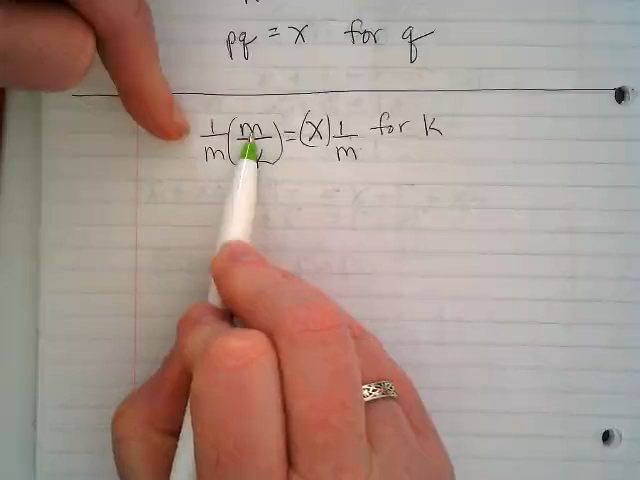 pq = x for q
1/m (m/k) = (x) 1/m for k